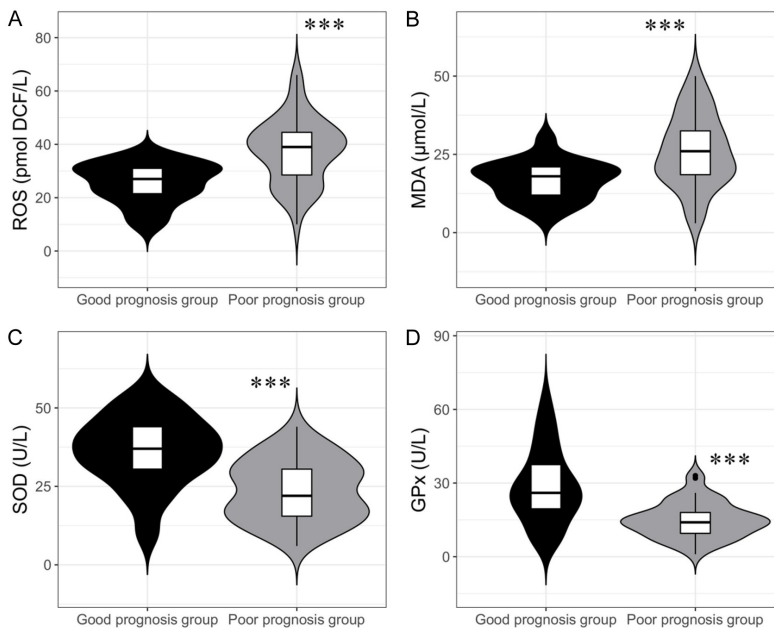 A
ROS (pmol DCF/L)
80
60
40
20
0
***
Good prognosis group Poor prognosis group
B
MDA (μmol/L)
50
25
0
***
Good prognosis group Poor prognosis group
C
SOD (U/L)
50
25
0
***
Good prognosis group Poor prognosis group
D
GPx (U/L)
90
60
30
0
***
Good prognosis group Poor prognosis group